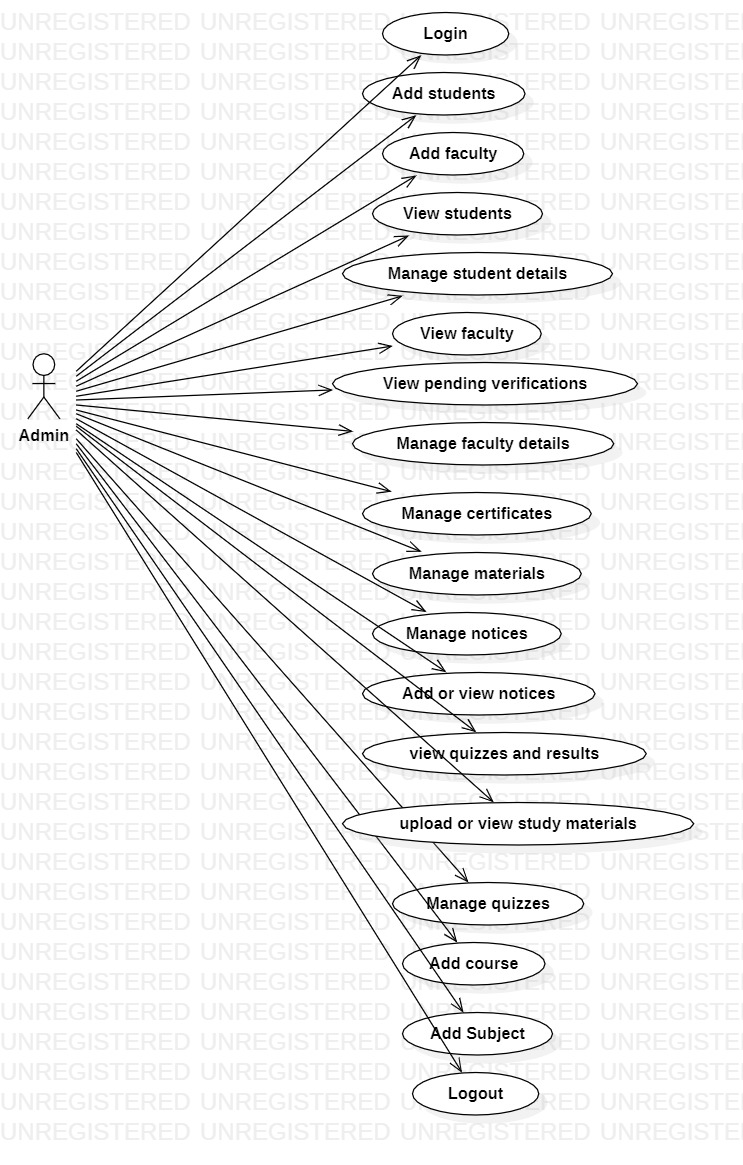 Login
Add students
Add faculty
View students
Manage student details
View faculty
View pending verifications
Admin
Manage faculty details
Manage certificates
Manage materials
Manage notices
Add or view notices
view quizzes and results
upload or view study materials
Manage quizzes
Add course
Add Subject
Logout
UNREGISTERED